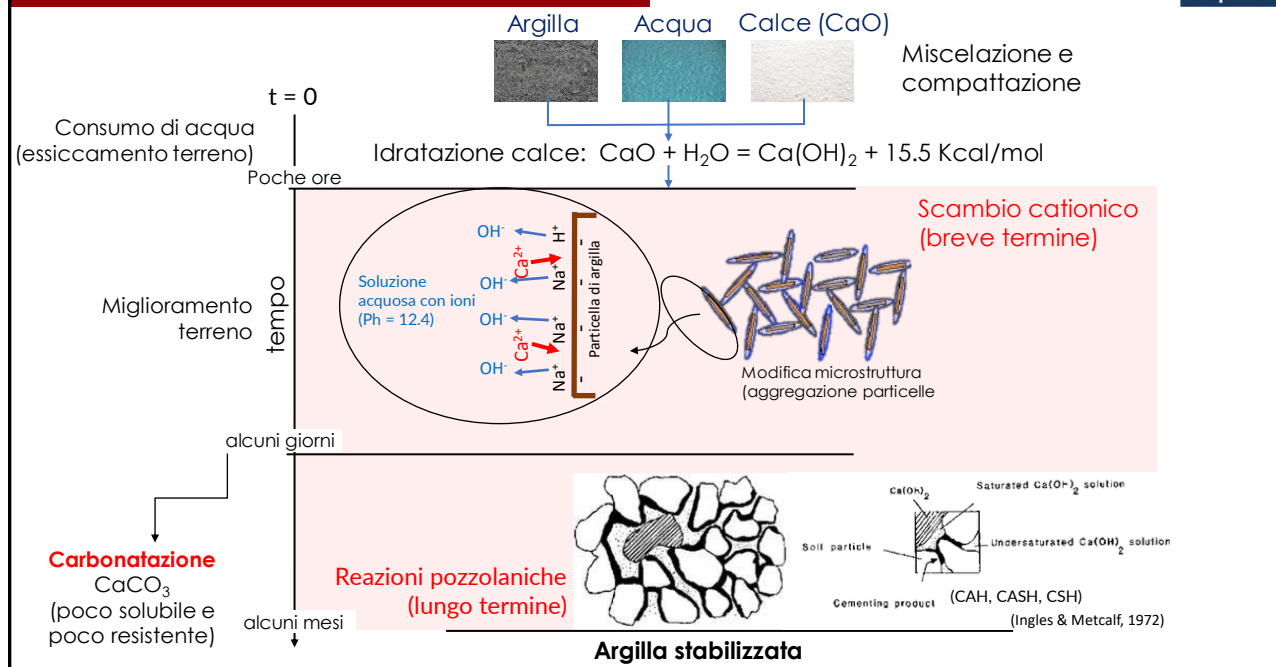 Argilla
Acqua
Calce (CaO)
Miscelazione e
compattazione
t = 0
Consumo di acqua
(essiccamento terreno)
Idratazione calce: CaO + H₂O = Ca(OH)₂ + 15.5 Kcal/mol
Poche ore
Scambio cationico
(breve termine)
OH⁻
H⁺
Ca²⁺
OH⁻
Na⁺
Soluzione
acquosa con ioni
(Ph = 12.4)
OH⁻
Na⁺
Ca²⁺
OH⁻
Na⁺
-
-
-
-
Particella di argilla
Miglioramento
terreno
tempo
Modifica microstruttura
(aggregazione particelle
alcuni giorni
Carbonatazione
CaCO₃
(poco solubile e
poco resistente)
Reazioni pozzolaniche
(lungo termine)
Ca(OH)₂
Saturated Ca(OH)₂ solution
Soil particle
Undersaturated Ca(OH)₂ solution
Cementing product
(CAH, CASH, CSH)
(Ingles & Metcalf, 1972)
alcuni mesi
Argilla stabilizzata